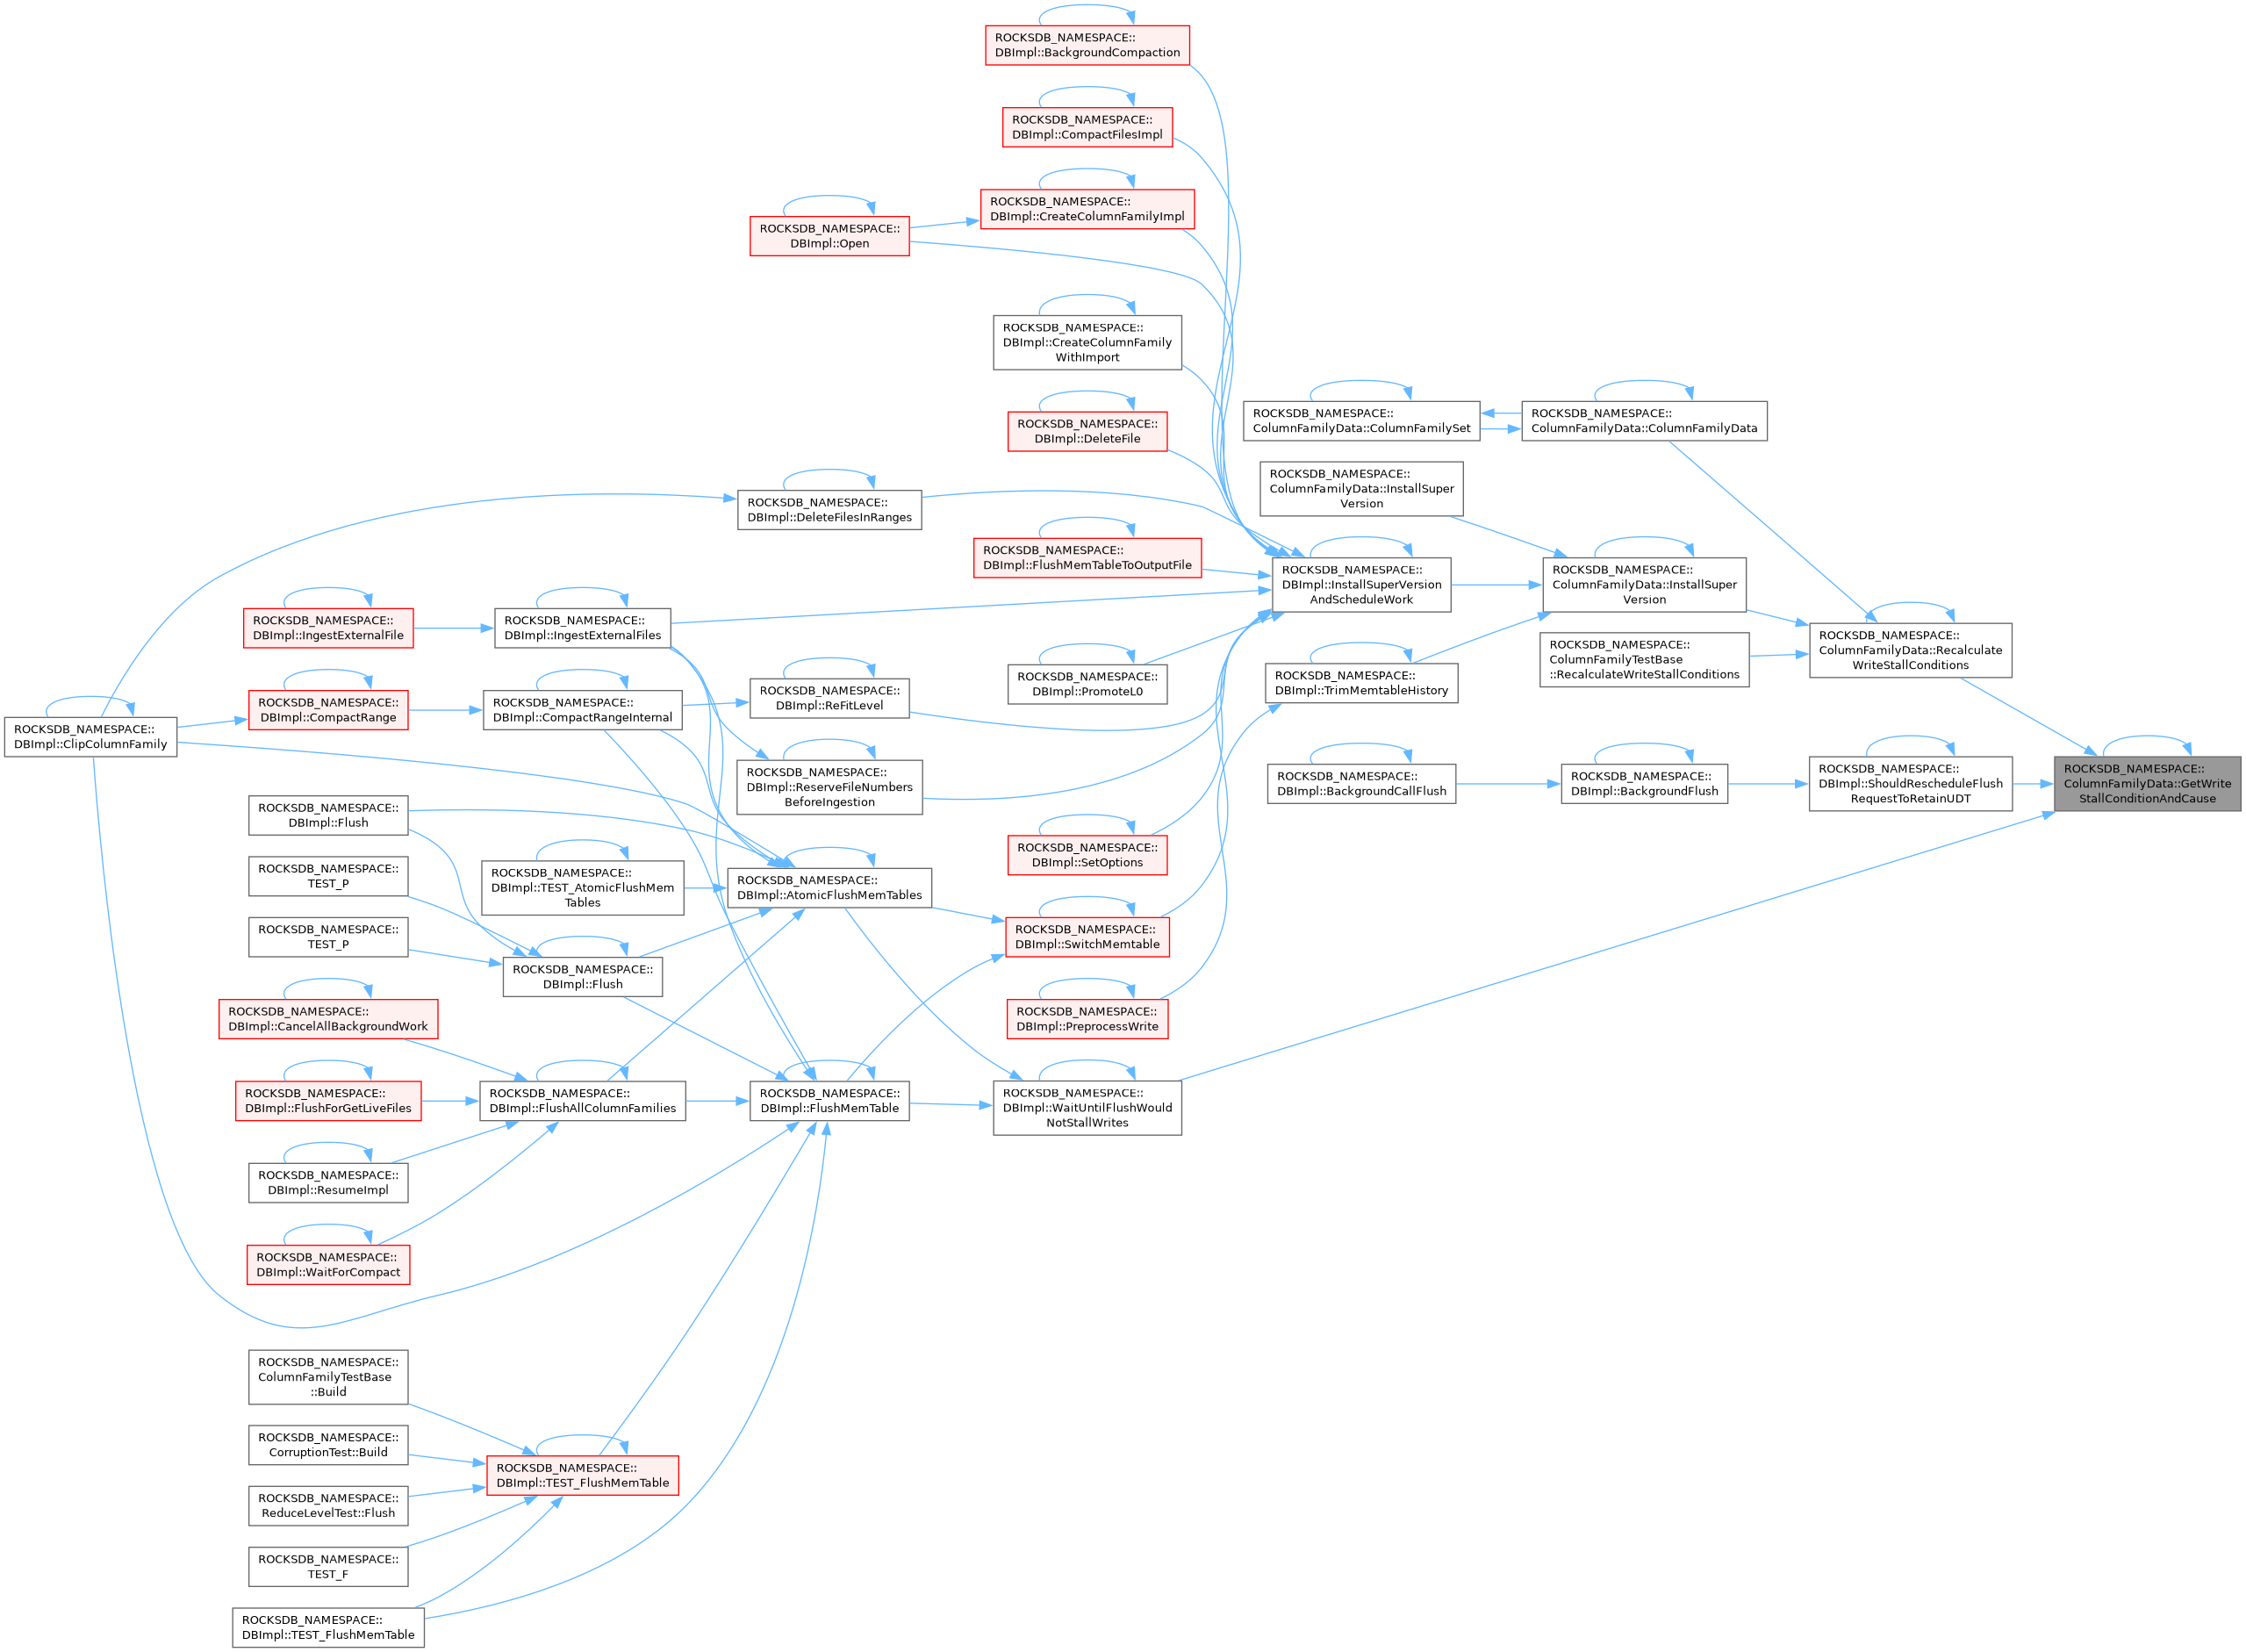 ROCKSDB_NAMESPACE::
DBImpl::BackgroundCompaction
ROCKSDB_NAMESPACE::
DBImpl::CompactFilesImpl
ROCKSDB_NAMESPACE::
DBImpl::CreateColumnFamilyImpl
ROCKSDB_NAMESPACE::
DBImpl::Open
ROCKSDB_NAMESPACE::
DBImpl::CreateColumnFamily
WithImport
ROCKSDB_NAMESPACE::
DBImpl::DeleteFile
ROCKSDB_NAMESPACE::
ColumnFamilyData::ColumnFamilySet
ROCKSDB_NAMESPACE::
ColumnFamilyData::ColumnFamilyData
ROCKSDB_NAMESPACE::
ColumnFamilyData::InstallSuper
Version
ROCKSDB_NAMESPACE::
DBImpl::DeleteFilesInRanges
ROCKSDB_NAMESPACE::
DBImpl::FlushMemTableToOutputFile
ROCKSDB_NAMESPACE::
DBImpl::InstallSuperVersion
AndScheduleWork
ROCKSDB_NAMESPACE::
ColumnFamilyData::InstallSuper
Version
ROCKSDB_NAMESPACE::
DBImpl::IngestExternalFile
ROCKSDB_NAMESPACE::
DBImpl::IngestExternalFiles
ROCKSDB_NAMESPACE::
ColumnFamilyTestBase
::RecalculateWriteStallConditions
ROCKSDB_NAMESPACE::
ColumnFamilyData::Recalculate
WriteStallConditions
ROCKSDB_NAMESPACE::
DBImpl::PromoteL0
ROCKSDB_NAMESPACE::
DBImpl::TrimMemtableHistory
ROCKSDB_NAMESPACE::
DBImpl::ReFitLevel
ROCKSDB_NAMESPACE::
DBImpl::CompactRange
ROCKSDB_NAMESPACE::
DBImpl::CompactRangeInternal
ROCKSDB_NAMESPACE::
DBImpl::ClipColumnFamily
ROCKSDB_NAMESPACE::
DBImpl::ReserveFileNumbers
BeforeIngestion
ROCKSDB_NAMESPACE::
DBImpl::BackgroundCallFlush
ROCKSDB_NAMESPACE::
DBImpl::BackgroundFlush
ROCKSDB_NAMESPACE::
DBImpl::ShouldRescheduleFlush
RequestToRetainUDT
ROCKSDB_NAMESPACE::
ColumnFamilyData::GetWrite
StallConditionAndCause
ROCKSDB_NAMESPACE::
DBImpl::Flush
ROCKSDB_NAMESPACE::
DBImpl::SetOptions
ROCKSDB_NAMESPACE::
TEST_P
ROCKSDB_NAMESPACE::
DBImpl::TEST_AtomicFlushMem
Tables
ROCKSDB_NAMESPACE::
DBImpl::AtomicFlushMemTables
ROCKSDB_NAMESPACE::
TEST_P
ROCKSDB_NAMESPACE::
DBImpl::SwitchMemtable
ROCKSDB_NAMESPACE::
DBImpl::Flush
ROCKSDB_NAMESPACE::
DBImpl::CancelAllBackgroundWork
ROCKSDB_NAMESPACE::
DBImpl::PreprocessWrite
ROCKSDB_NAMESPACE::
DBImpl::FlushForGetLiveFiles
ROCKSDB_NAMESPACE::
DBImpl::FlushAllColumnFamilies
ROCKSDB_NAMESPACE::
DBImpl::FlushMemTable
ROCKSDB_NAMESPACE::
DBImpl::WaitUntilFlushWould
NotStallWrites
ROCKSDB_NAMESPACE::
DBImpl::ResumeImpl
ROCKSDB_NAMESPACE::
DBImpl::WaitForCompact
ROCKSDB_NAMESPACE::
ColumnFamilyTestBase
::Build
ROCKSDB_NAMESPACE::
CorruptionTest::Build
ROCKSDB_NAMESPACE::
DBImpl::TEST_FlushMemTable
ROCKSDB_NAMESPACE::
ReduceLevelTest::Flush
ROCKSDB_NAMESPACE::
TEST_F
ROCKSDB_NAMESPACE::
DBImpl::TEST_FlushMemTable